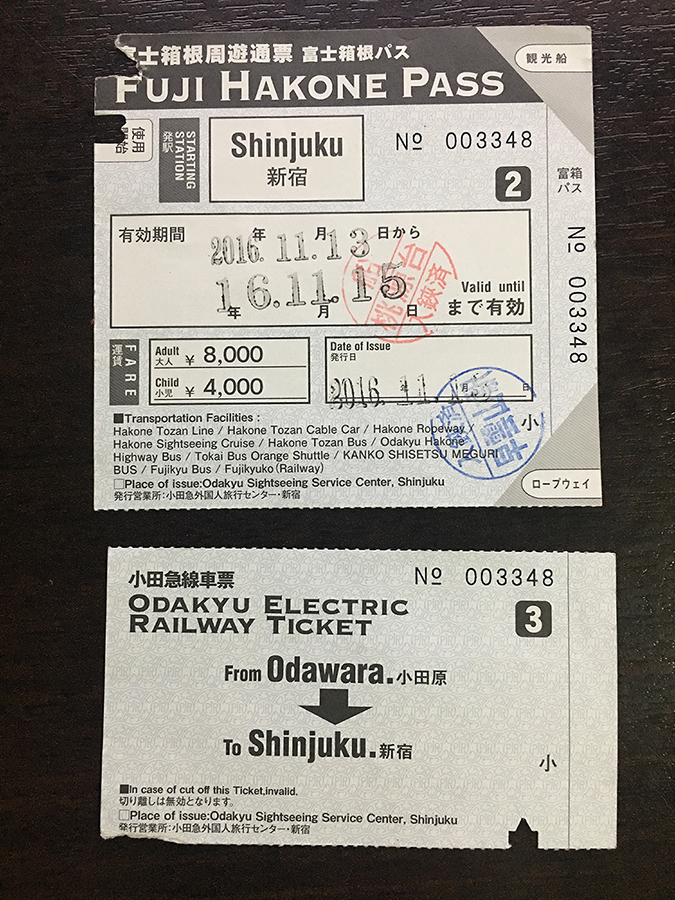 富士箱根周遊通票 富士箱根パス
FUJI HAKONE PASS
観光船
使用開始
STARTING STATION
発駅
Shinjuku
新宿
№ 003348
2
富箱パス
№ 003348
有効期間
2016.年11.月13日から
16.年11.月15日
Valid until
まで有効
FARE
運賃
Adult 大人 ¥ 8,000
Child 小児 ¥ 4,000
Date of Issue
発行日
2016.年11.月 日
小
■Transportation Facilities :
Hakone Tozan Line / Hakone Tozan Cable Car / Hakone Ropeway /
Hakone Sightseeing Cruise / Hakone Tozan Bus / Odakyu Hakone
Highway Bus / Tokai Bus Orange Shuttle / KANKO SHISETSU MEGURI
BUS / Fujikyu Bus / Fujikyuko (Railway)
□Place of issue:Odakyu Sightseeing Service Center, Shinjuku
発行営業所：小田急外国人旅行センター・新宿
ロープウェイ
小田急線車票
№ 003348
ODAKYU ELECTRIC
RAILWAY TICKET
3
From Odawara.小田原
To Shinjuku.新宿
小
■In case of cut off this Ticket,invalid.
切り離しは無効となります。
□Place of issue:Odakyu Sightseeing Service Center, Shinjuku
発行営業所：小田急外国人旅行センター・新宿